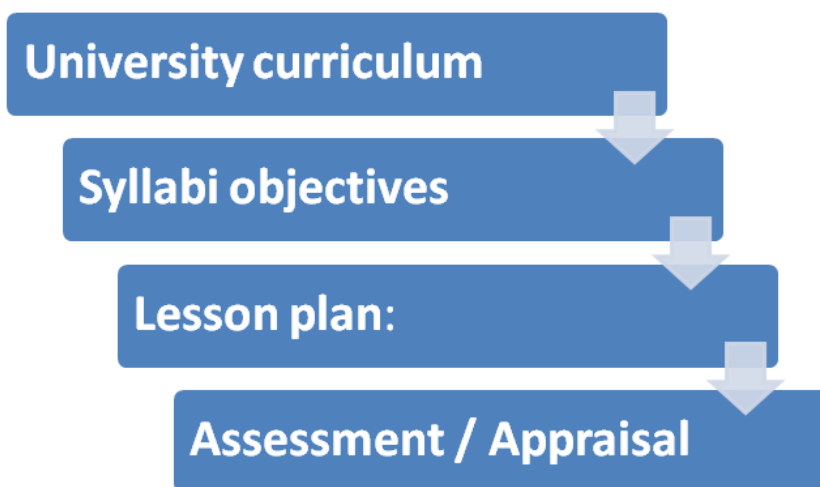 University curriculum
Syllabi objectives
Lesson plan:
Assessment / Appraisal